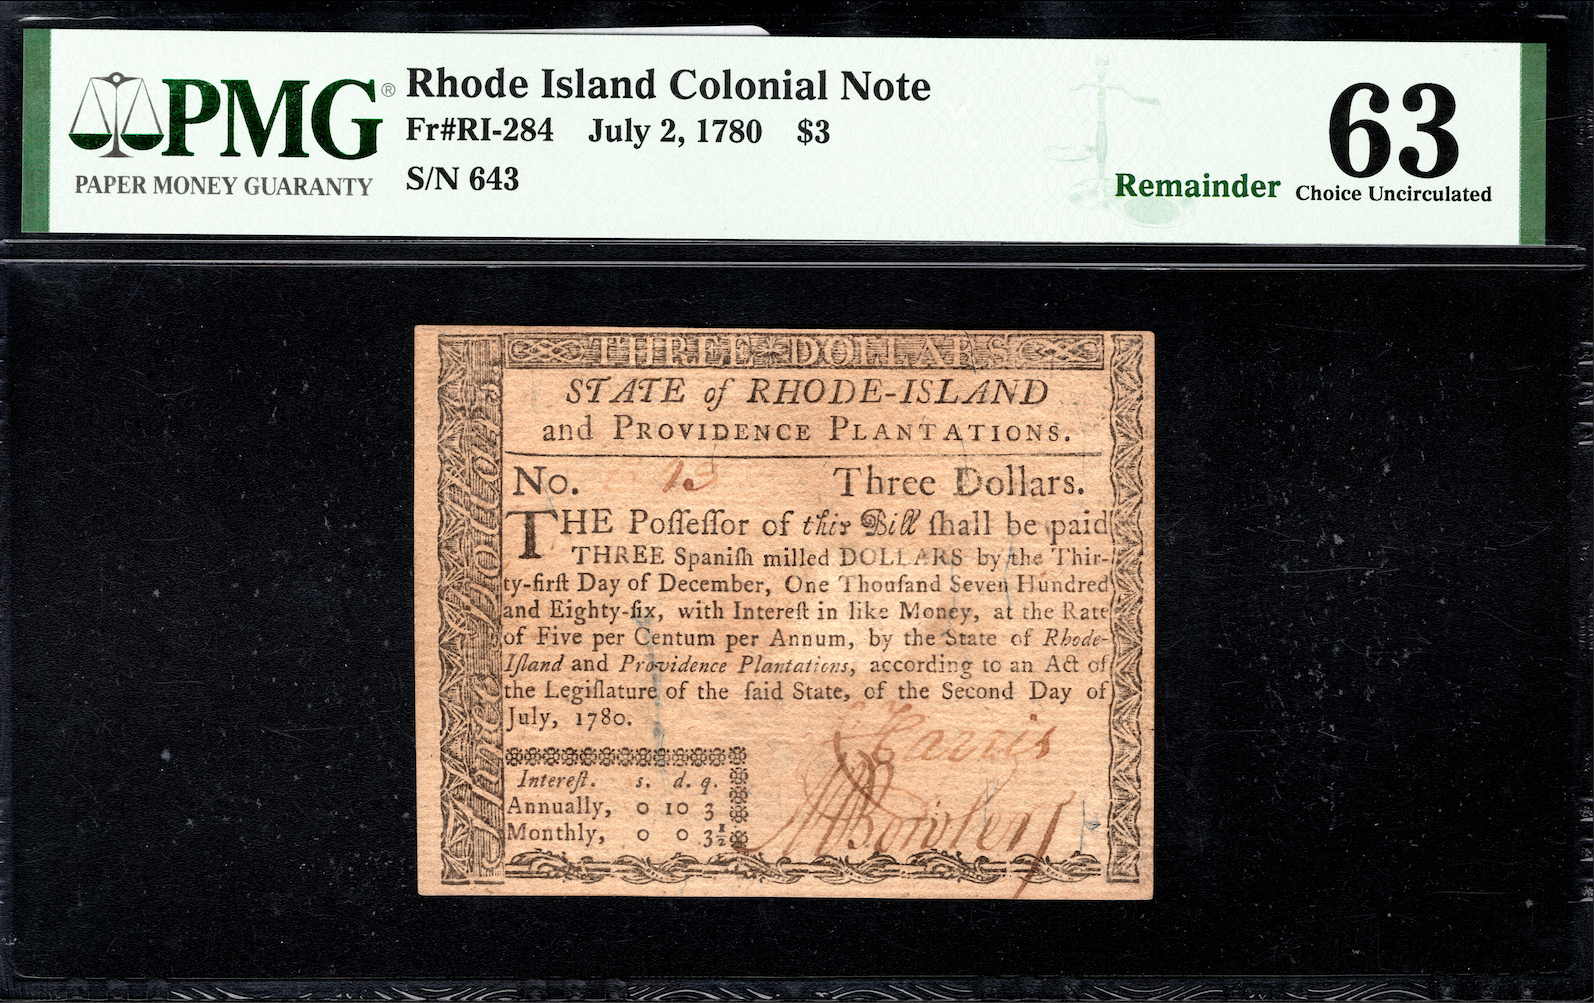 PMG®
PAPER MONEY GUARANTY
Rhode Island Colonial Note
Fr#RI-284 July 2, 1780 $3
S/N 643
Remainder
63
Choice Uncirculated
THREE DOLLARS
Three Dollars
STATE of RHODE-ISLAND
and PROVIDENCE PLANTATIONS.
No. Three Dollars.
THE Poſſeſſor of this Bill ſhall be paid
THREE Spaniſh milled DOLLARS by the Thir-
ty-firſt Day of December, One Thouſand Seven Hundred
and Eighty-ſix, with Intereſt in like Money, at the Rate
of Five per Centum per Annum, by the State of Rhode-
Iſland and Providence Plantations, according to an Act of
the Legiſlature of the ſaid State, of the Second Day of
July, 1780.
Harris
Intereſt. s. d. q.
Annually, 0 10 3
Monthly, 0 0 3½
Bowler